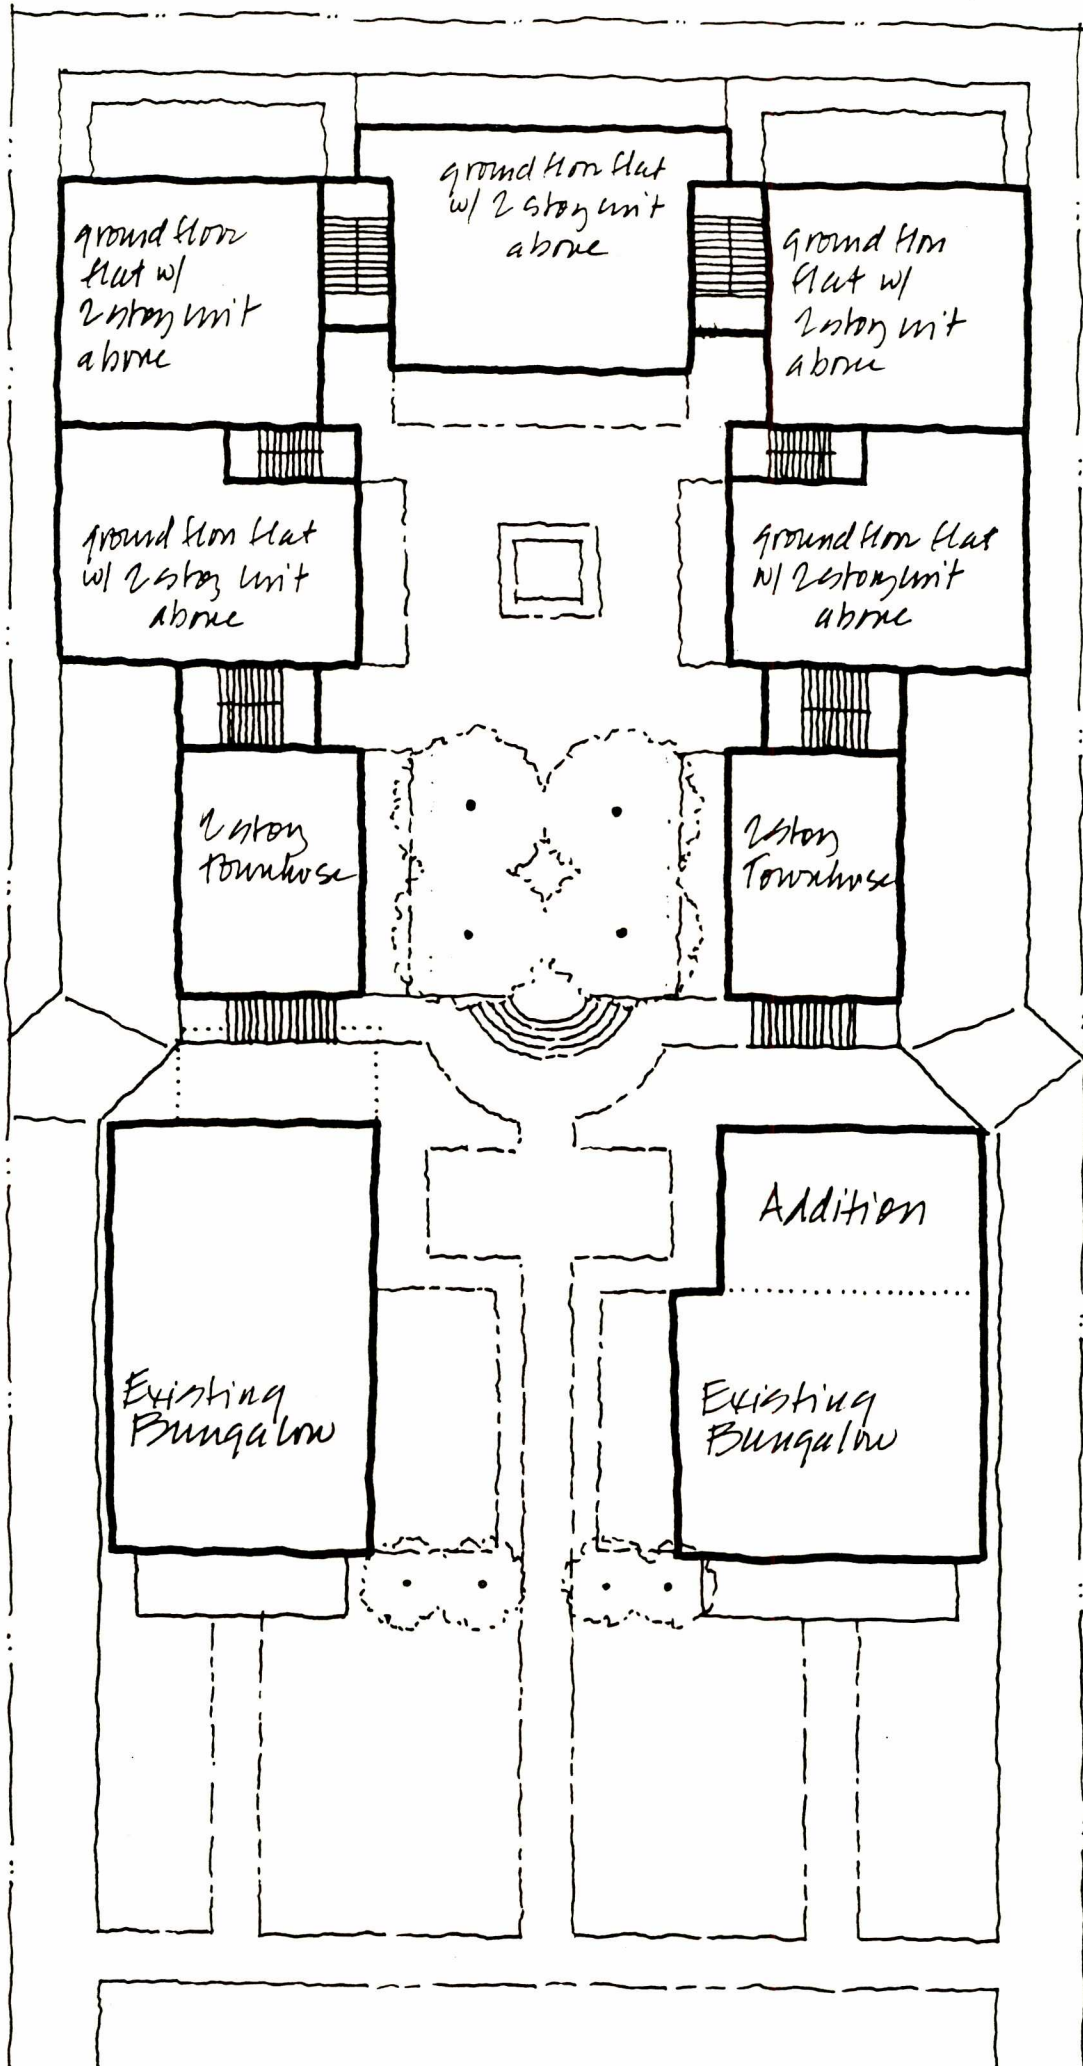 ground floor flat
w/ 2 story unit
above
ground floor
flat w/
2 story unit
above
ground floor
flat w/
2 story unit
above
ground floor flat
w/ 2 story unit
above
ground floor flat
w/ 2 story unit
above
2 story
townhouse
2 story
Townhouse
Addition
Existing
Bungalow
Existing
Bungalow